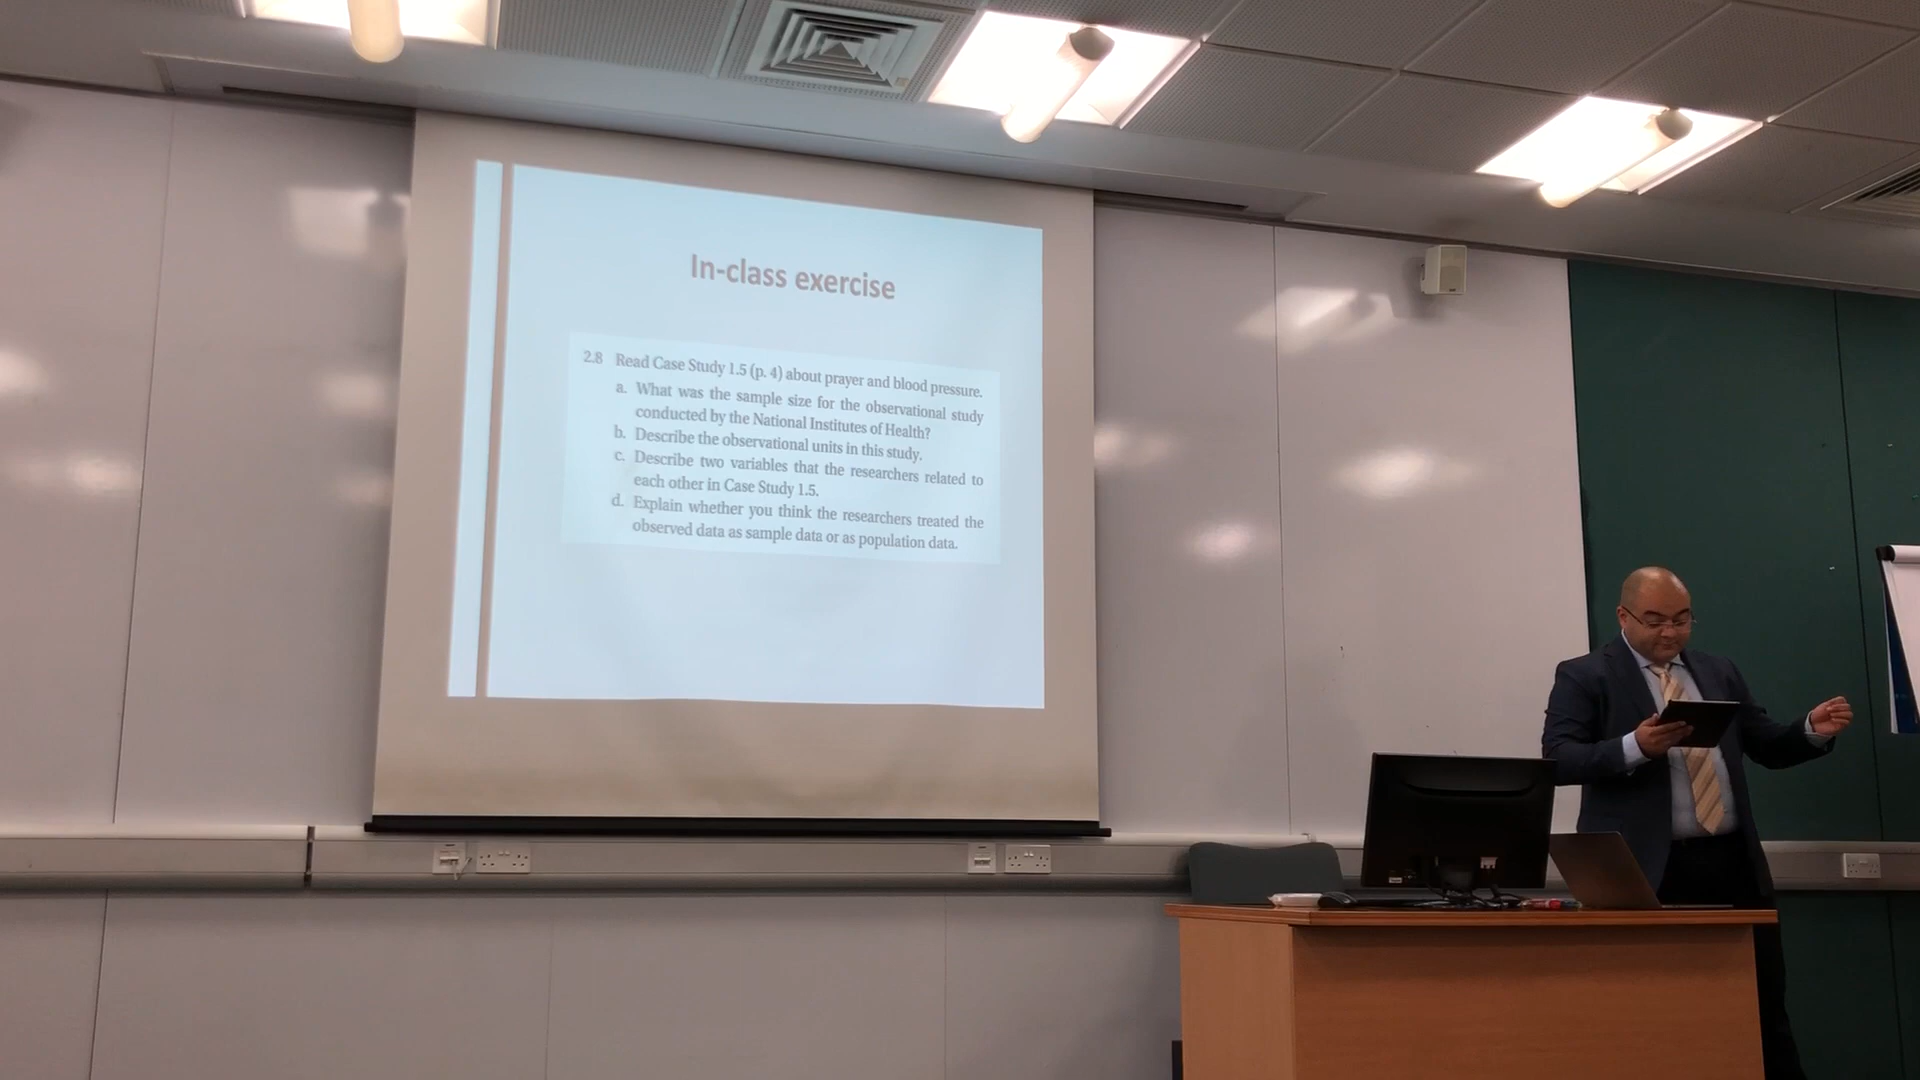 In-class exercise
2.8 Read Case Study 1.5 (p. 4) about prayer and blood pressure.
a. What was the sample size for the observational study
conducted by the National Institutes of Health?
b. Describe the observational units in this study.
c. Describe two variables that the researchers related to
each other in Case Study 1.5.
d. Explain whether you think the researchers treated the
observed data as sample data or as population data.